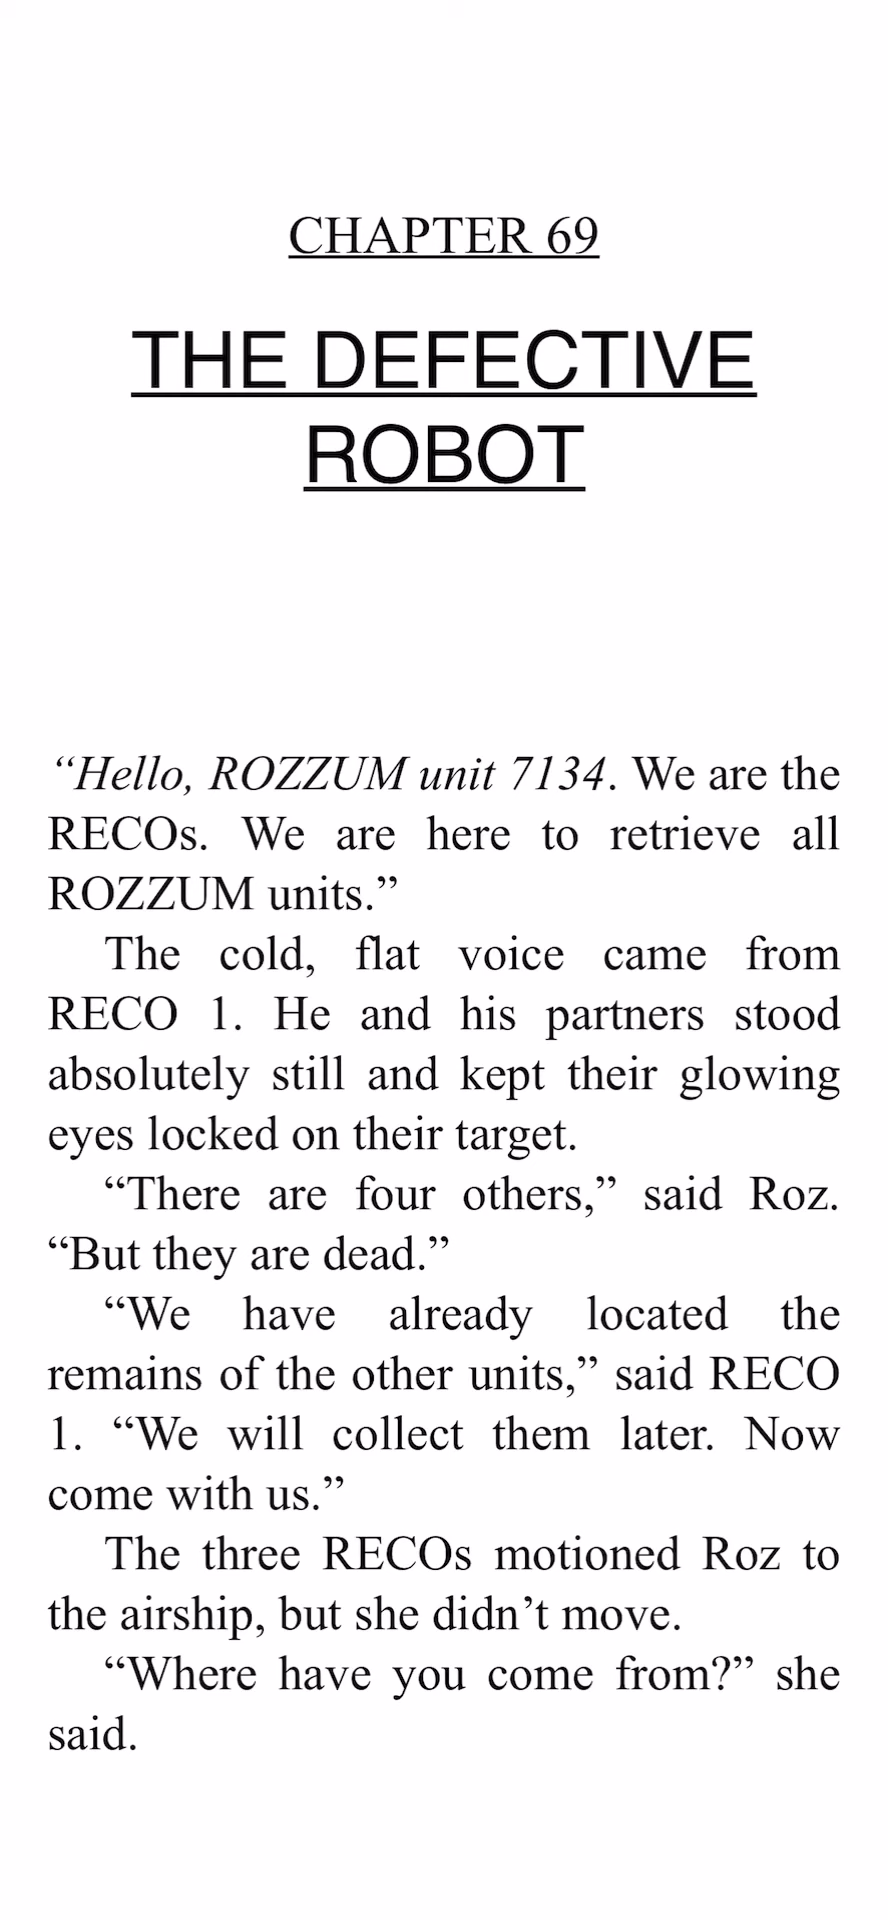 CHAPTER 69
THE DEFECTIVE
ROBOT
“Hello, ROZZUM unit 7134. We are the
RECOs. We are here to retrieve all
ROZZUM units.”
The cold, flat voice came from
RECO 1. He and his partners stood
absolutely still and kept their glowing
eyes locked on their target.
“There are four others,” said Roz.
“But they are dead.”
“We have already located the
remains of the other units,” said RECO
1. “We will collect them later. Now
come with us.”
The three RECOs motioned Roz to
the airship, but she didn’t move.
“Where have you come from?” she
said.